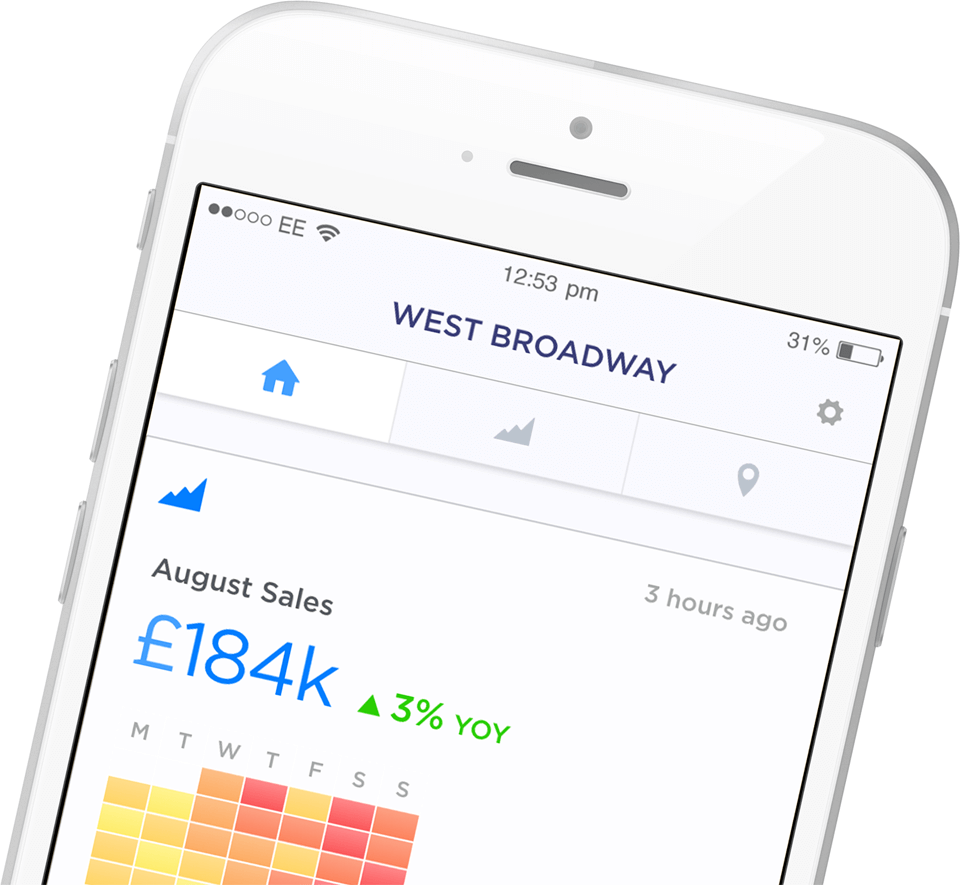 EE
12:53 pm
31%
WEST BROADWAY
August Sales
3 hours ago
£184k
▲ 3% YOY
M T W T F S S